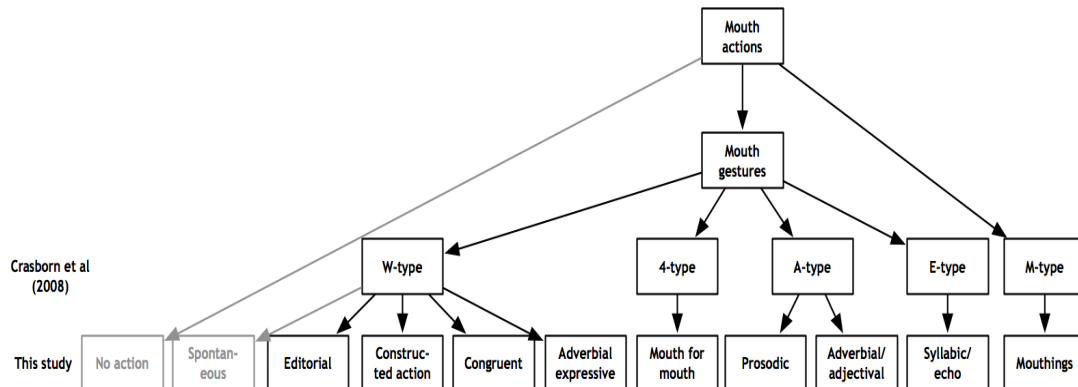 Mouth
actions
Mouth
gestures
Crasborn et al
(2008)
W-type
4-type
A-type
E-type
M-type
This study
No action
Spontan-
eous
Editorial
Construc-
ted action
Congruent
Adverbial
expressive
Mouth for
mouth
Prosodic
Adverbial/
adjectival
Syllabic/
echo
Mouthings